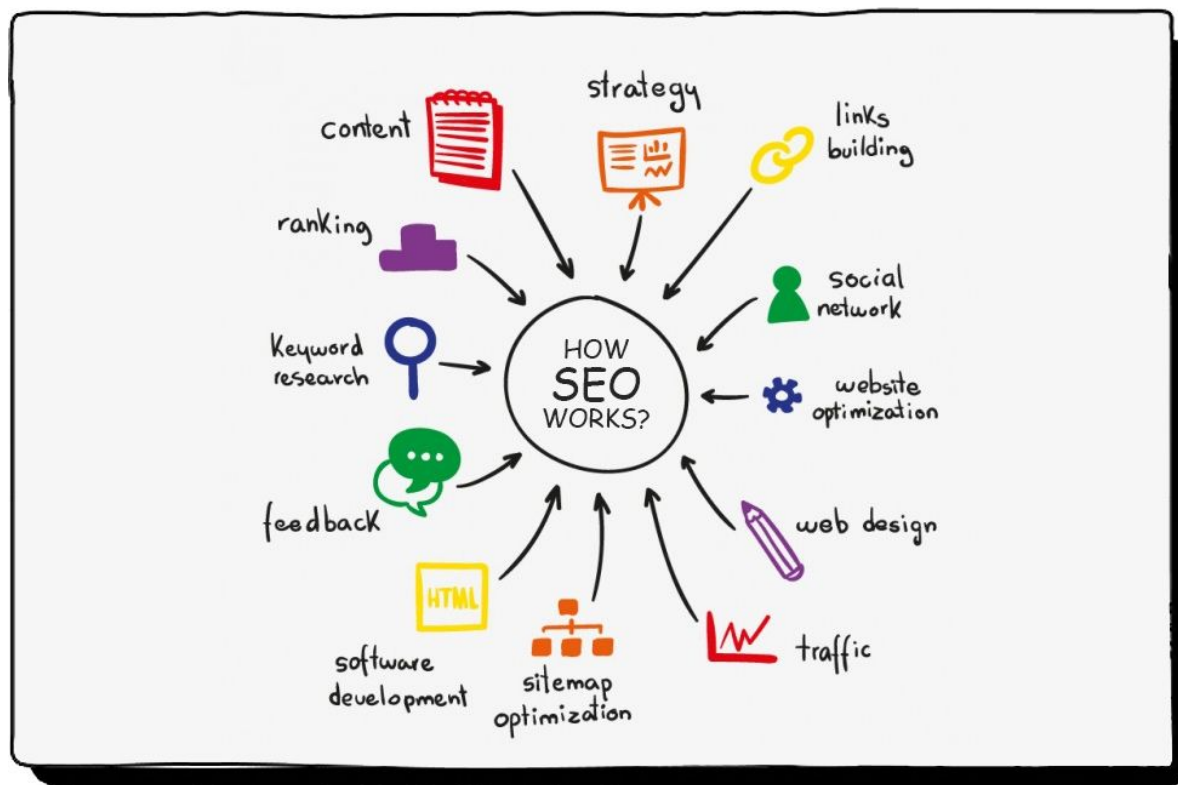 strategy
content
links
building
ranking
social
network
Keyword
research
HOW
SEO
WORKS?
website
optimization
feedback
web design
HTML
software
development
sitemap
optimization
traffic